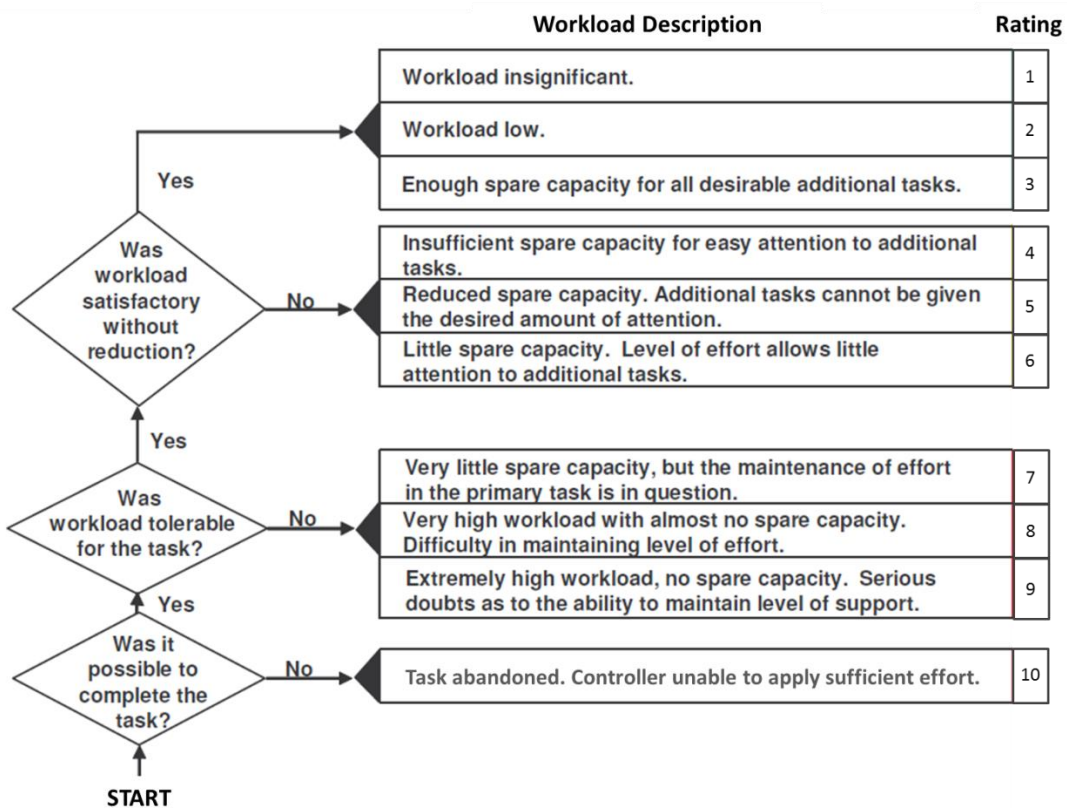 Workload Description Rating
Workload insignificant. 1
Workload low. 2
Yes
Enough spare capacity for all desirable additional tasks. 3
Was
workload
satisfactory
without
reduction?
No
Insufficient spare capacity for easy attention to additional
tasks. 4
Reduced spare capacity. Additional tasks cannot be given
the desired amount of attention. 5
Little spare capacity. Level of effort allows little
attention to additional tasks. 6
Yes
Was
workload tolerable
for the task?
No
Very little spare capacity, but the maintenance of effort
in the primary task is in question. 7
Very high workload with almost no spare capacity.
Difficulty in maintaining level of effort. 8
Extremely high workload, no spare capacity. Serious
doubts as to the ability to maintain level of support. 9
Yes
Was it
possible to
complete the
task?
No
Task abandoned. Controller unable to apply sufficient effort. 10
START